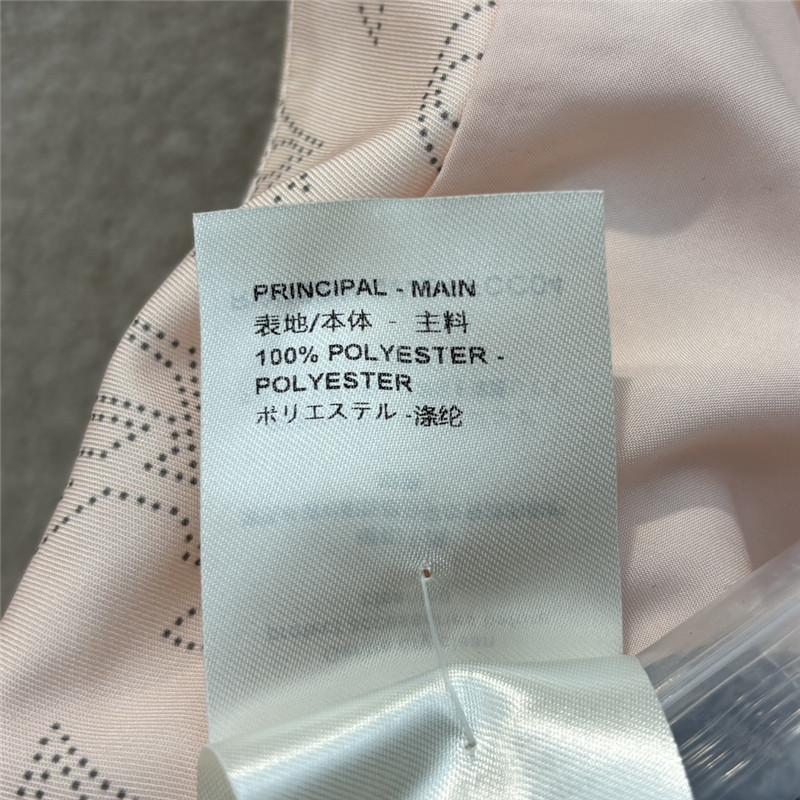 PRINCIPAL - MAIN
表地/本体 - 主料
100% POLYESTER -
POLYESTER
ポリエステル -涤纶